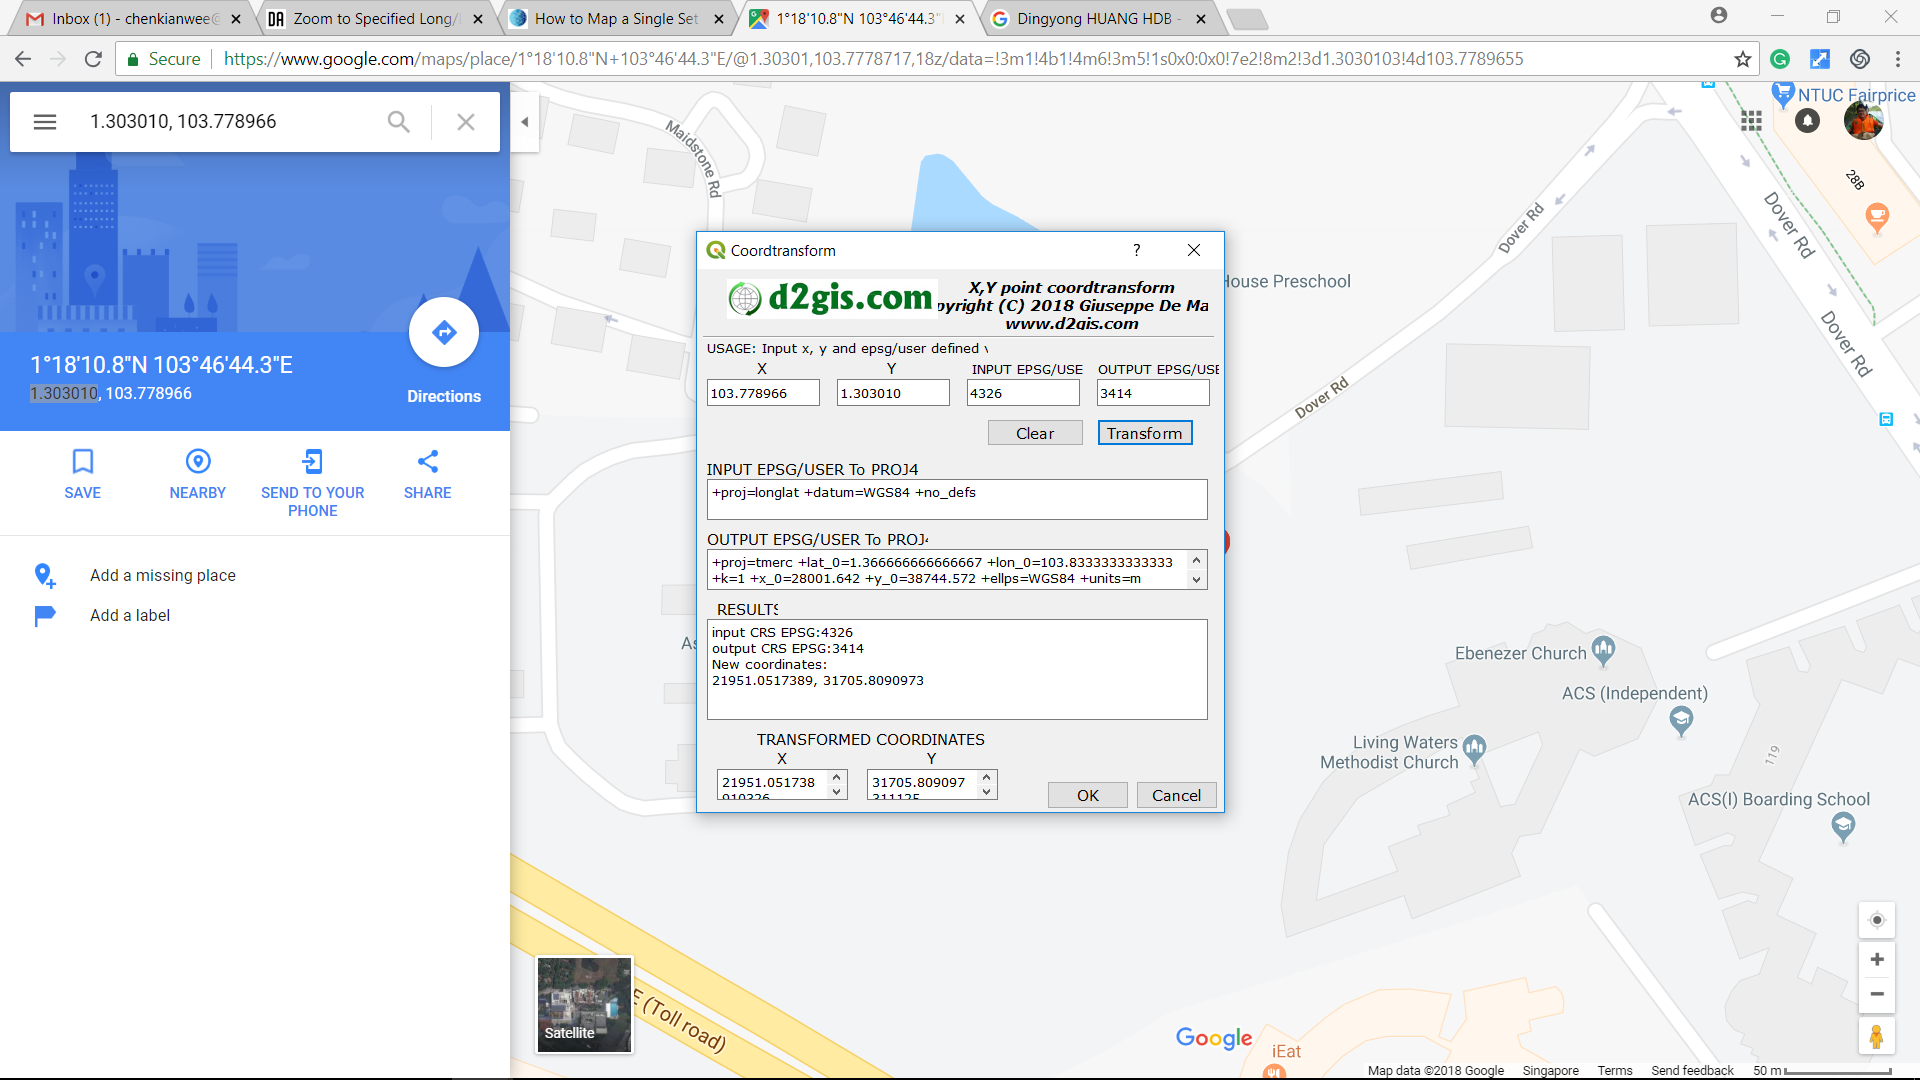 Inbox (1) - chenkianwee@
Zoom to Specified Long/
How to Map a Single Set
1°18'10.8"N 103°46'44.3"
Dingyong HUANG HDB -
Secure
https://www.google.com/maps/place/1°18'10.8"N+103°46'44.3"E/@1.30301,103.7778717,18z/data=!3m1!4b1!4m6!3m5!1s0x0:0x0!7e2!8m2!3d1.3030103!4d103.7789655
1.303010, 103.778966
1°18'10.8"N 103°46'44.3"E
1.303010, 103.778966
Directions
SAVE
NEARBY
SEND TO YOUR
PHONE
SHARE
Add a missing place
Add a label
Maidstone Rd
NTUC Fairprice
28B
Dover Rd
Dover Rd
Dover Rd
Dover Rd
House Preschool
Coordtransform
?
d2gis.com
X,Y point coordtransform
pyright (C) 2018 Giuseppe De Ma
www.d2gis.com
USAGE: Input x, y and epsg/user defined v
X
Y
INPUT EPSG/USE
OUTPUT EPSG/USE
103.778966
1.303010
4326
3414
Clear
Transform
INPUT EPSG/USER To PROJ4
+proj=longlat +datum=WGS84 +no_defs
OUTPUT EPSG/USER To PROJ4
+proj=tmerc +lat_0=1.366666666666667 +lon_0=103.8333333333333
+k=1 +x_0=28001.642 +y_0=38744.572 +ellps=WGS84 +units=m
RESULTS
input CRS EPSG:4326
output CRS EPSG:3414
New coordinates:
21951.0517389, 31705.8090973
TRANSFORMED COORDINATES
X
Y
21951.051738
910326
31705.809097
311125
OK
Cancel
As
Ebenezer Church
ACS (Independent)
Living Waters
Methodist Church
119
ACS(I) Boarding School
E (Toll road)
Satellite
Google
iEat
Map data ©2018 Google
Singapore
Terms
Send feedback
50 m